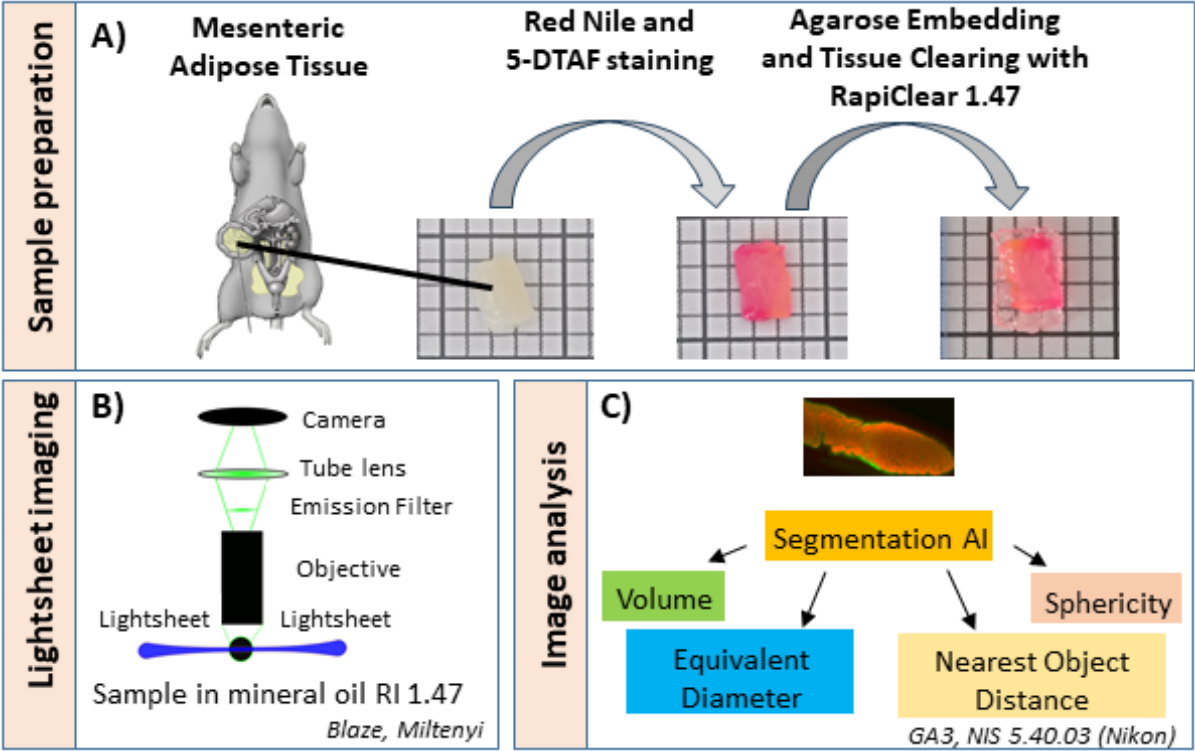 Sample preparation
A)
Mesenteric
Adipose Tissue
Red Nile and
5-DTAF staining
Agarose Embedding
and Tissue Clearing with
RapiClear 1.47
Lightsheet imaging
B)
Camera
Tube lens
Emission Filter
Objective
Lightsheet
Lightsheet
Sample in mineral oil RI 1.47
Blaze, Miltenyi
Image analysis
C)
Segmentation AI
Volume
Sphericity
Equivalent
Diameter
Nearest Object
Distance
GA3, NIS 5.40.03 (Nikon)